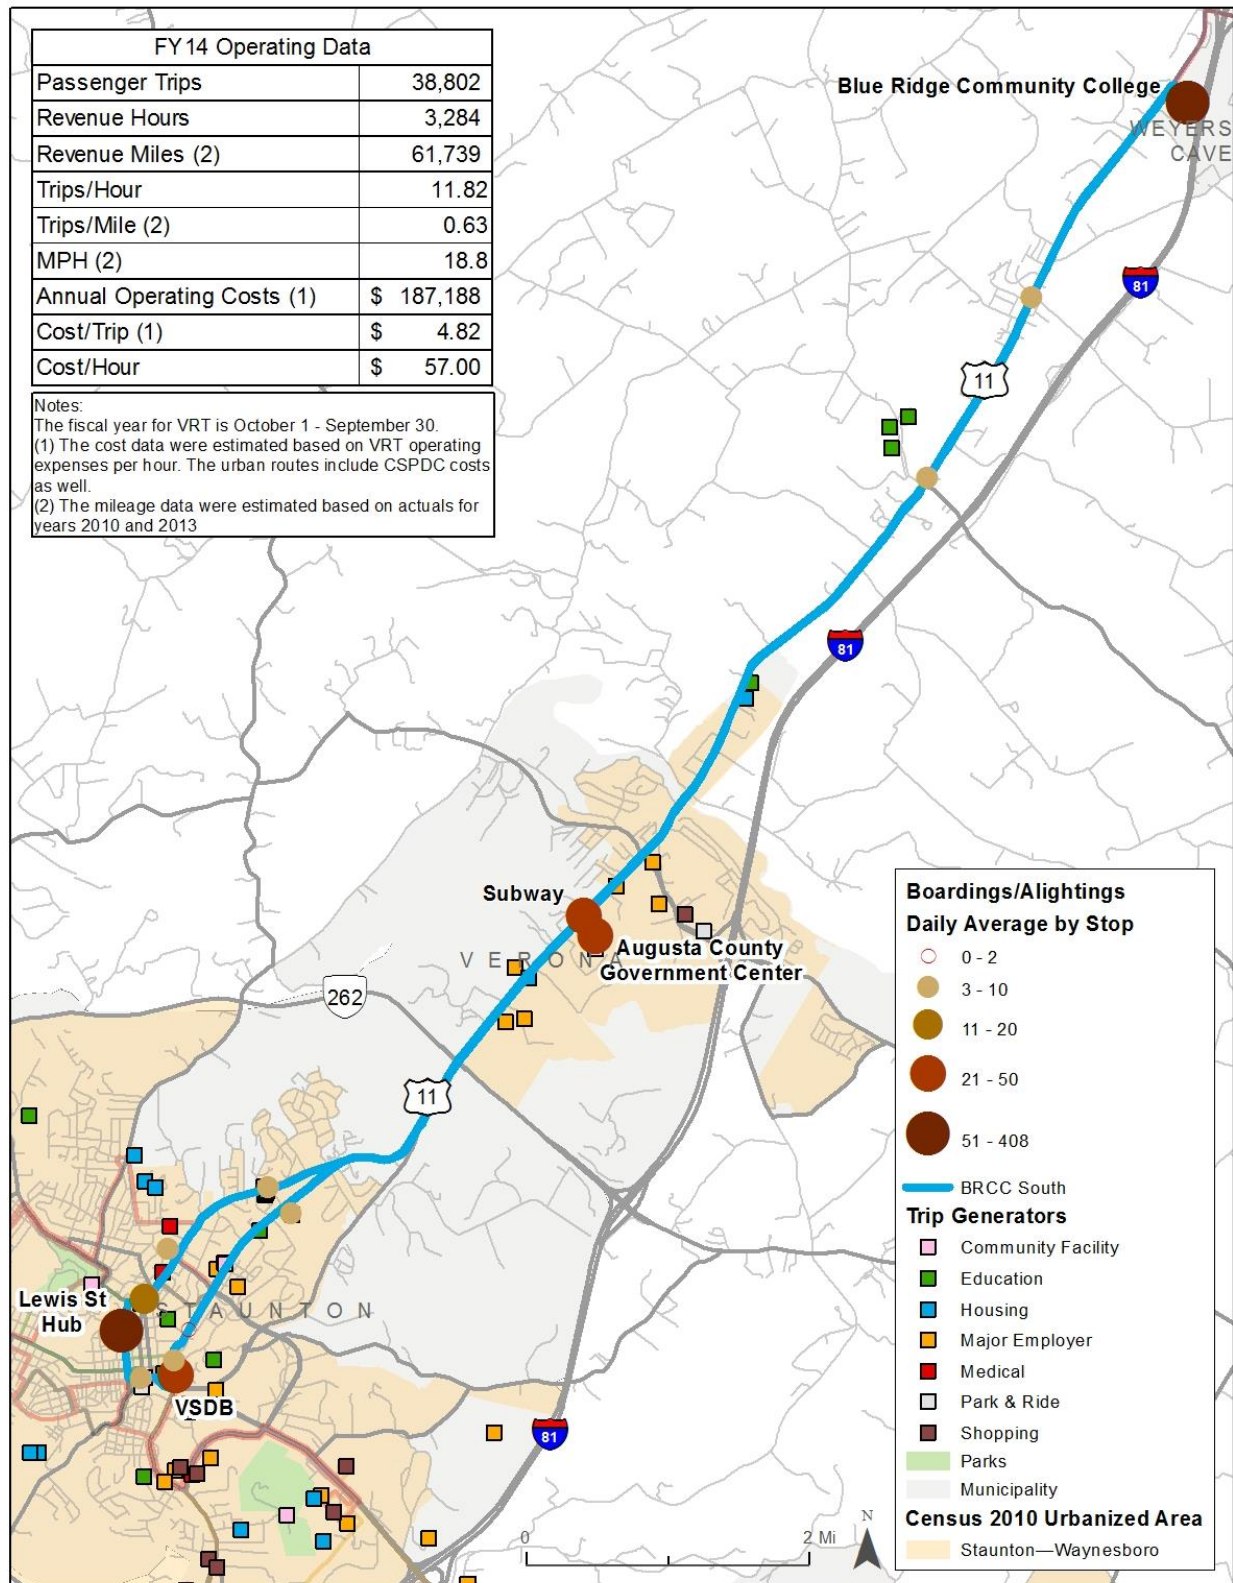 FY14 Operating Data
Passenger Trips 38,802
Revenue Hours 3,284
Revenue Miles (2) 61,739
Trips/Hour 11.82
Trips/Mile (2) 0.63
MPH (2) 18.8
Annual Operating Costs (1) $ 187,188
Cost/Trip (1) $ 4.82
Cost/Hour $ 57.00
Notes:
The fiscal year for VRT is October 1 - September 30.
(1) The cost data were estimated based on VRT operating
expenses per hour. The urban routes include CSPDC costs
as well.
(2) The mileage data were estimated based on actuals for
years 2010 and 2013
Blue Ridge Community College
WEYERS
CAVE
81
11
81
Subway
VERONA
Augusta County
Government Center
262
11
Lewis St
Hub
STAUNTON
VSDB
81
0 2 Mi
N
Boardings/Alightings
Daily Average by Stop
0 - 2
3 - 10
11 - 20
21 - 50
51 - 408
BRCC South
Trip Generators
Community Facility
Education
Housing
Major Employer
Medical
Park & Ride
Shopping
Parks
Municipality
Census 2010 Urbanized Area
Staunton—Waynesboro